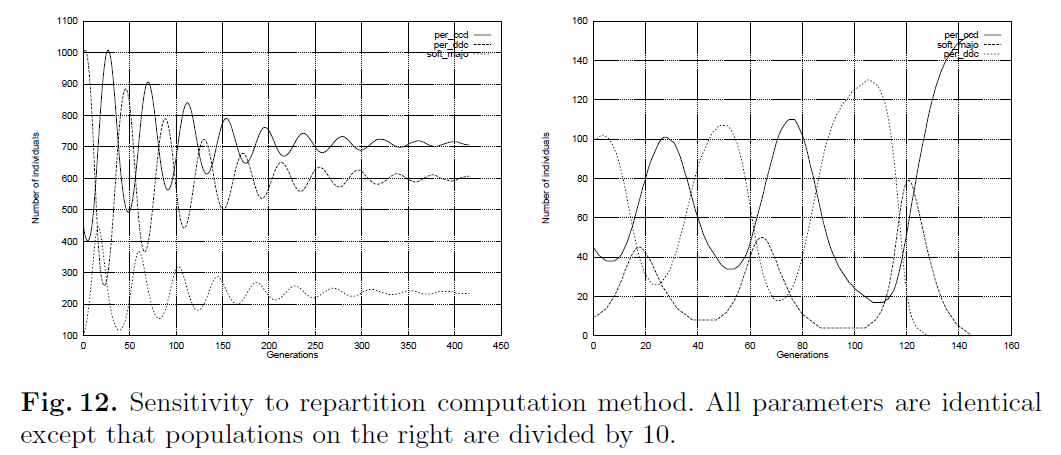 1100
1000
900
800
700
600
500
400
300
200
100
0 50 100 150 200 250 300 350 400 450
Number of individuals
Generations
per_ccd
per_ddc
soft_majo
160
140
120
100
80
60
40
20
0
0 20 40 60 80 100 120 140 160
Number of individuals
Generations
per_ccd
soft_majo
per_ddc
Fig. 12. Sensitivity to repartition computation method. All parameters are identical
except that populations on the right are divided by 10.